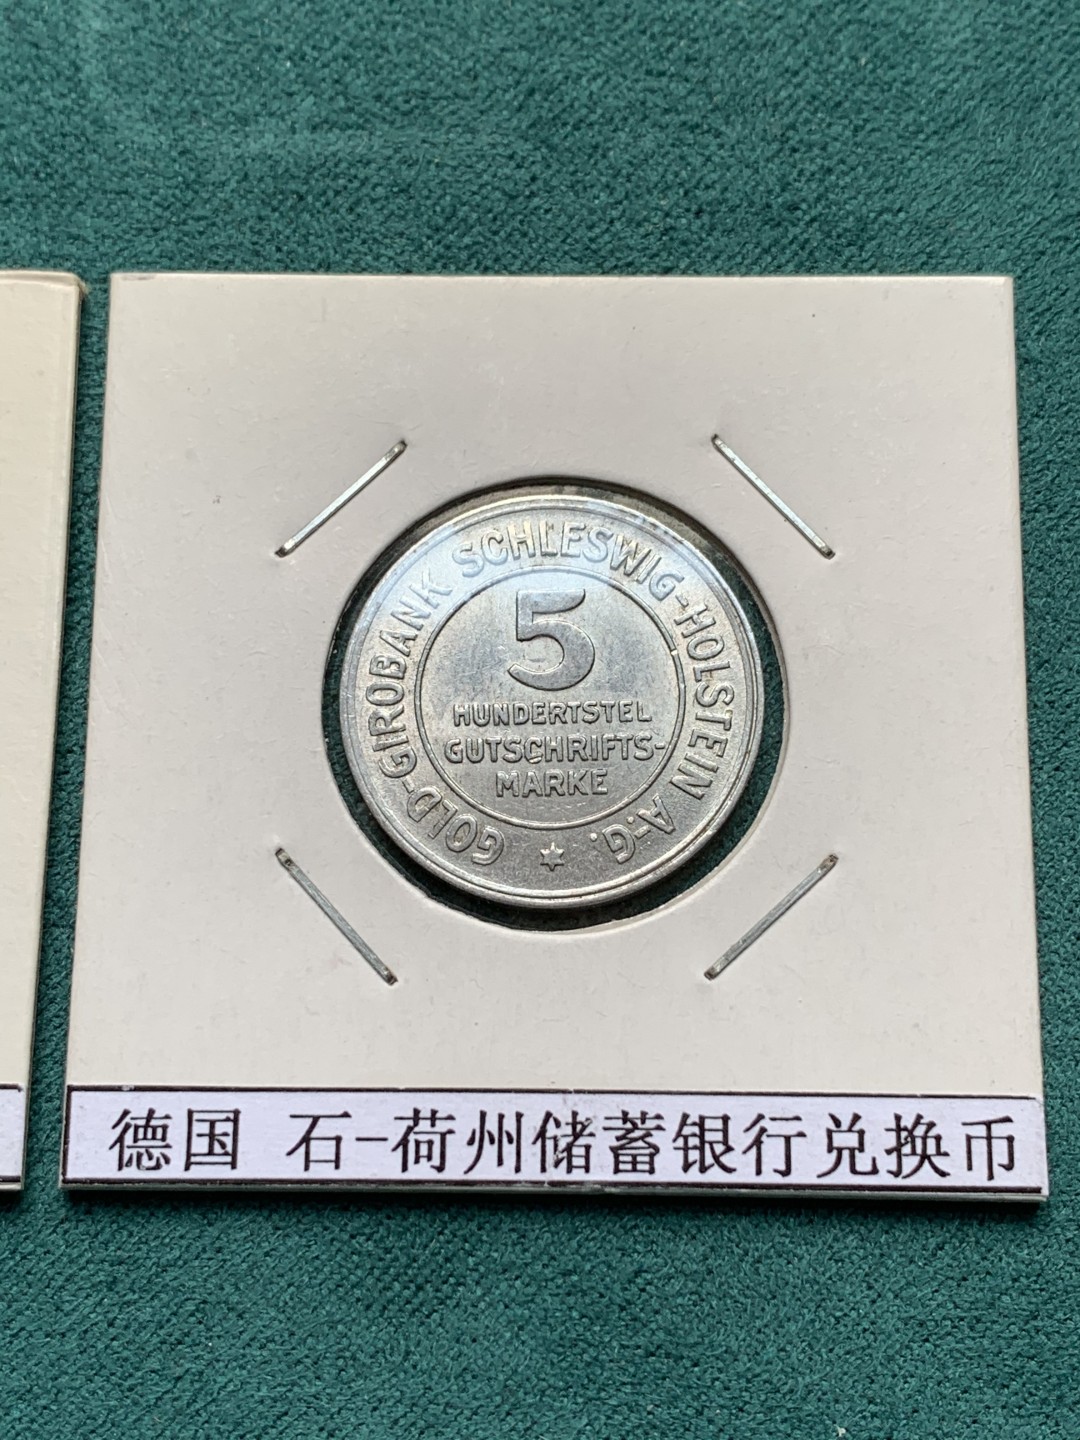 GOLD-GIROBANK SCHLESWIG-HOLSTEIN A.-G.
5
HUNDERTSTEL
GUTSCHRIFTS-
MARKE
德国 石-荷州储蓄银行兑换币